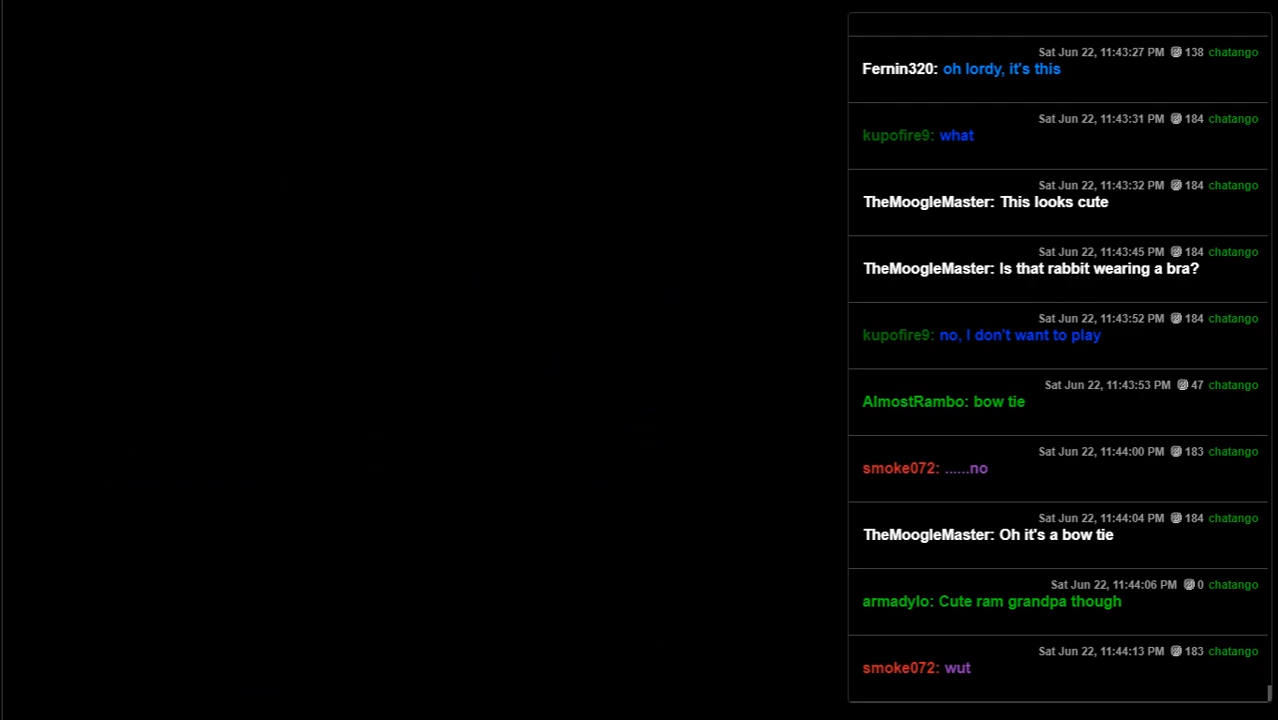 Sat Jun 22, 11:43:27 PM 138 chatango
Fernin320: oh lordy, it's this
Sat Jun 22, 11:43:31 PM 184 chatango
kupofire9: what
Sat Jun 22, 11:43:32 PM 184 chatango
TheMoogleMaster: This looks cute
Sat Jun 22, 11:43:45 PM 184 chatango
TheMoogleMaster: Is that rabbit wearing a bra?
Sat Jun 22, 11:43:52 PM 184 chatango
kupofire9: no, I don't want to play
Sat Jun 22, 11:43:53 PM 47 chatango
AlmostRambo: bow tie
Sat Jun 22, 11:44:00 PM 183 chatango
smoke072: ......no
Sat Jun 22, 11:44:04 PM 184 chatango
TheMoogleMaster: Oh it's a bow tie
Sat Jun 22, 11:44:06 PM 0 chatango
armadylo: Cute ram grandpa though
Sat Jun 22, 11:44:13 PM 183 chatango
smoke072: wut